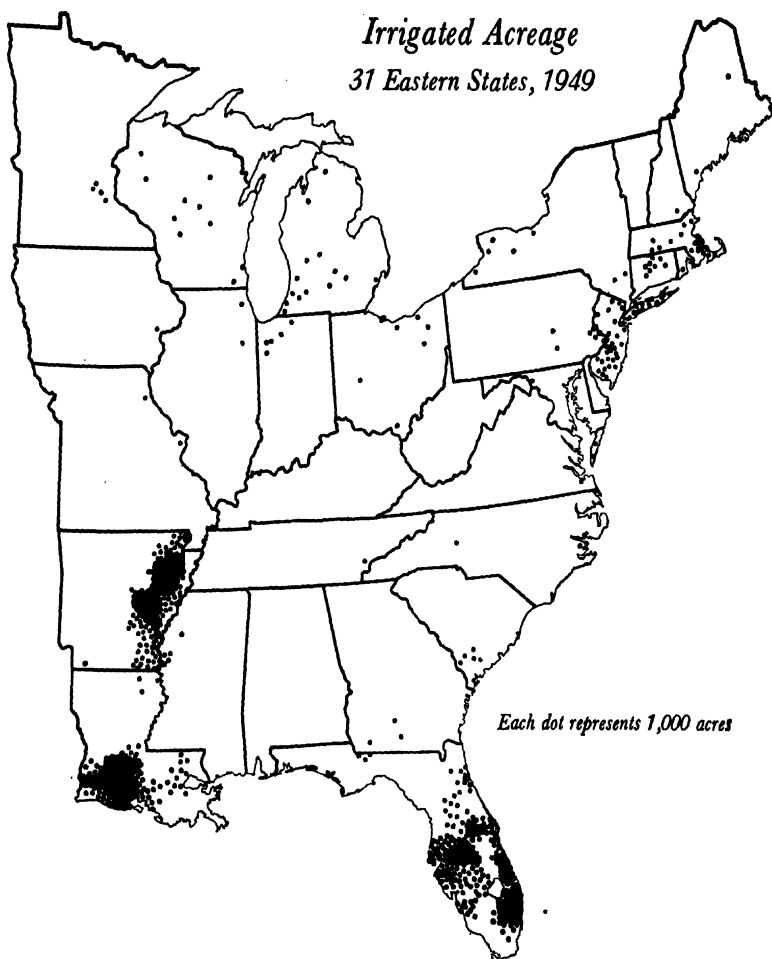 Irrigated Acreage
31 Eastern States, 1949
Each dot represents 1,000 acres